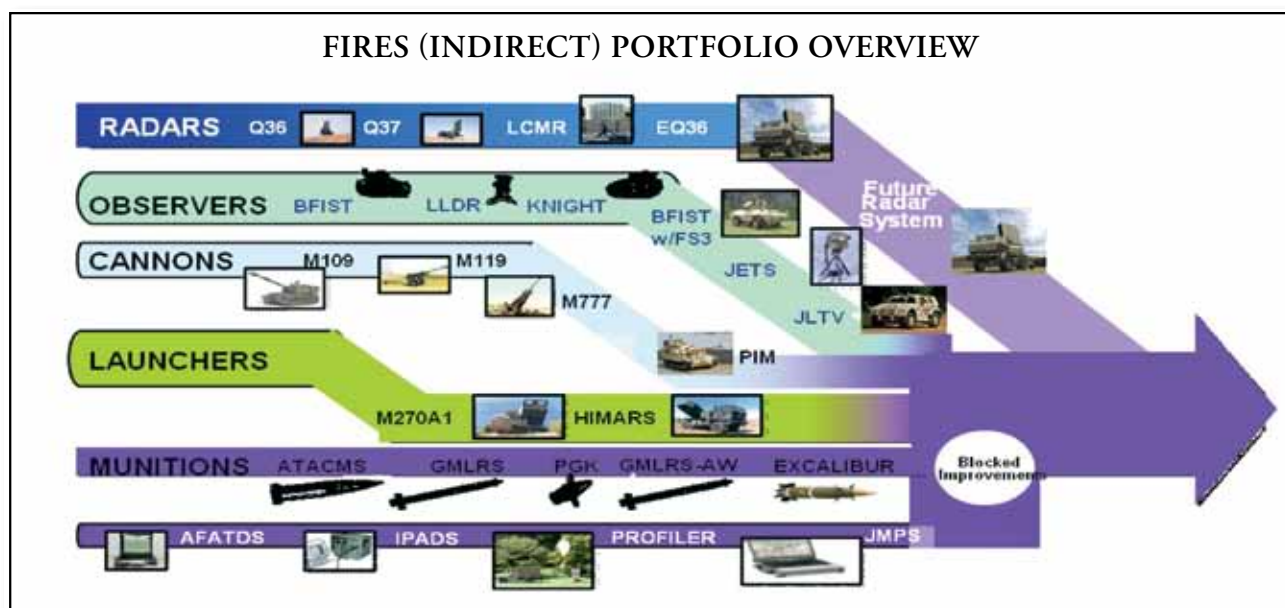 FIRES (INDIRECT) PORTFOLIO OVERVIEW
RADARS Q36 Q37 LCMR EQ36
Future
Radar
System
OBSERVERS BFIST LLDR KNIGHT BFIST
w/FS3
JETS
JLTV
CANNONS M109 M119
M777
PIM
LAUNCHERS
M270A1 HIMARS
MUNITIONS ATACMS GMLRS PGK GMLRS-AW EXCALIBUR
Blocked
Improvements
AFATDS IPADS PROFILER JMPS